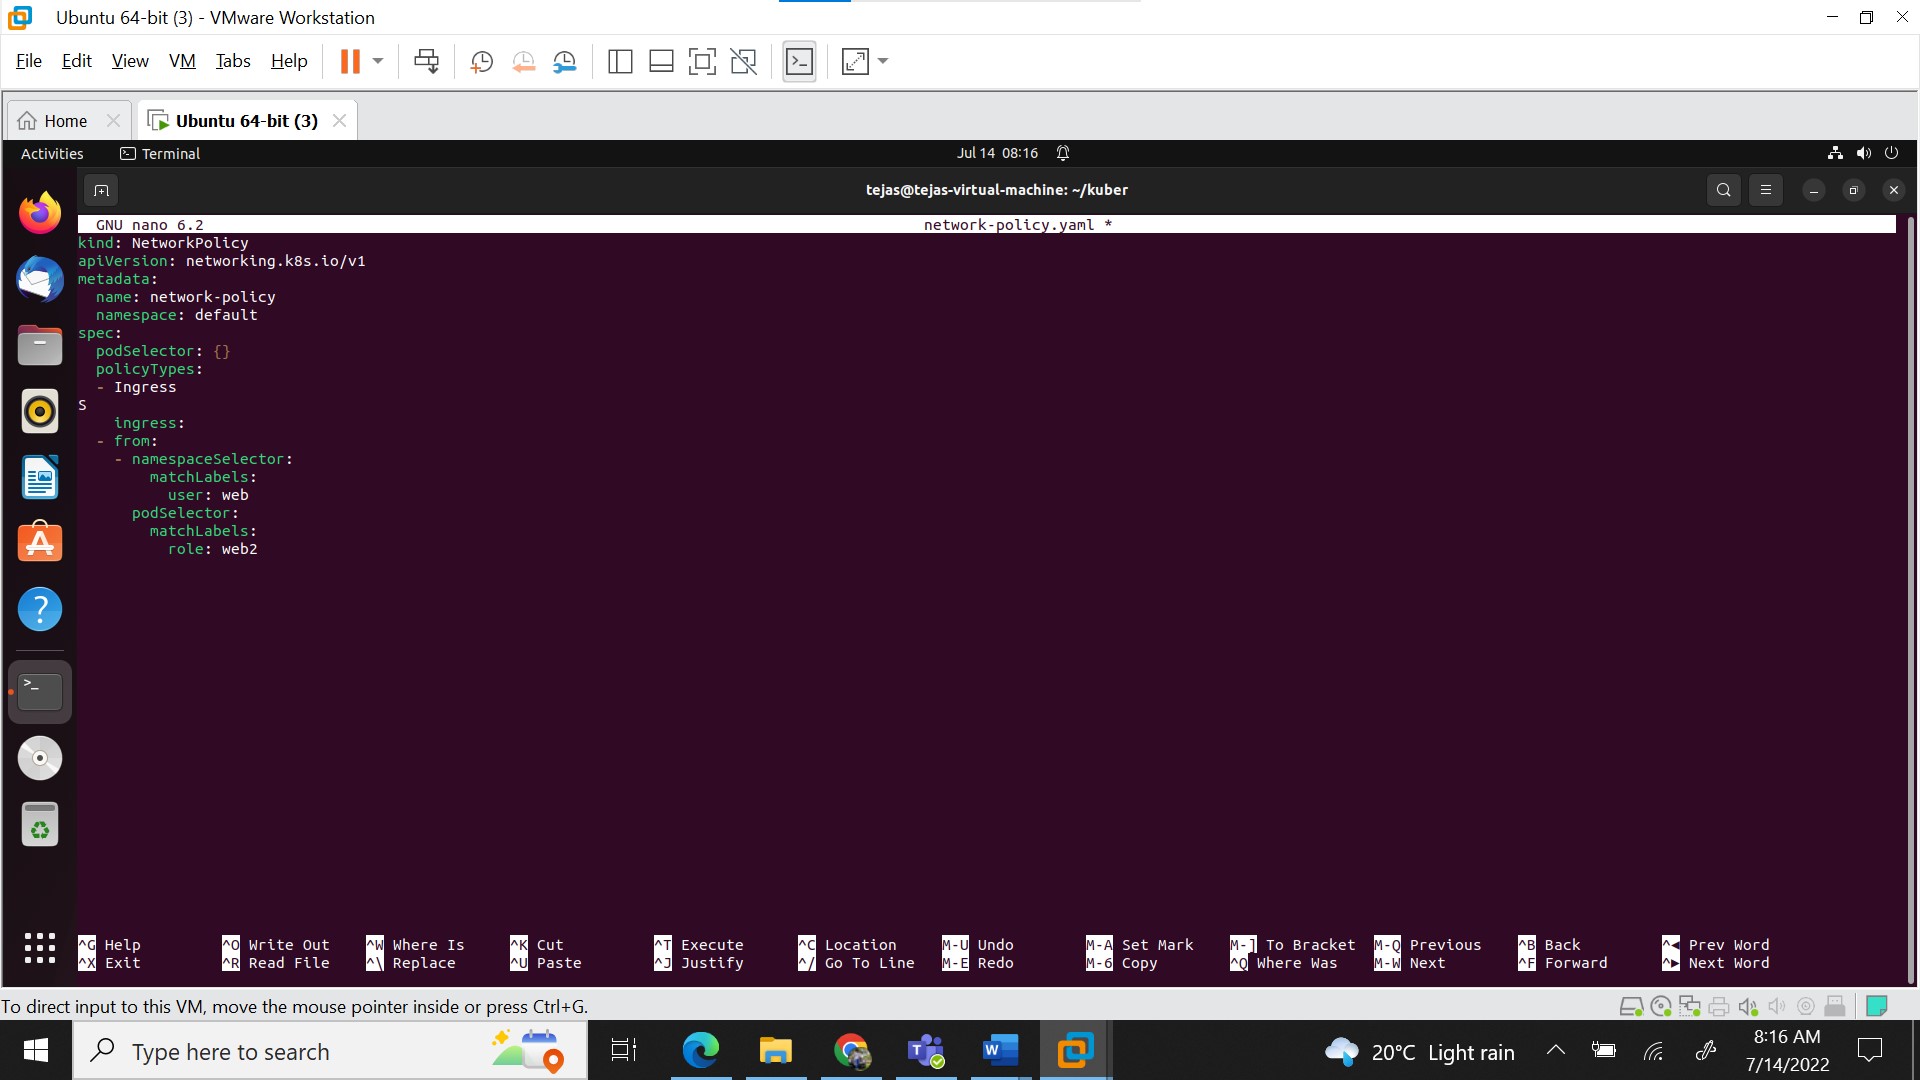 Ubuntu 64-bit (3) - VMware Workstation
File Edit View VM Tabs Help
Home Ubuntu 64-bit (3)
Activities Terminal Jul 14 08:16
tejas@tejas-virtual-machine: ~/kuber
GNU nano 6.2 network-policy.yaml *
kind: NetworkPolicy
apiVersion: networking.k8s.io/v1
metadata:
  name: network-policy
  namespace: default
spec:
  podSelector: {}
  policyTypes:
  - Ingress
S
    ingress:
  - from:
    - namespaceSelector:
        matchLabels:
          user: web
      podSelector:
        matchLabels:
          role: web2
^G Help ^O Write Out ^W Where Is ^K Cut ^T Execute ^C Location M-U Undo M-A Set Mark M-] To Bracket M-Q Previous ^B Back ^◀ Prev Word
^X Exit ^R Read File ^\ Replace ^U Paste ^J Justify ^/ Go To Line M-E Redo M-6 Copy ^Q Where Was M-W Next ^F Forward ^▶ Next Word
To direct input to this VM, move the mouse pointer inside or press Ctrl+G.
Type here to search 20°C Light rain 8:16 AM
7/14/2022